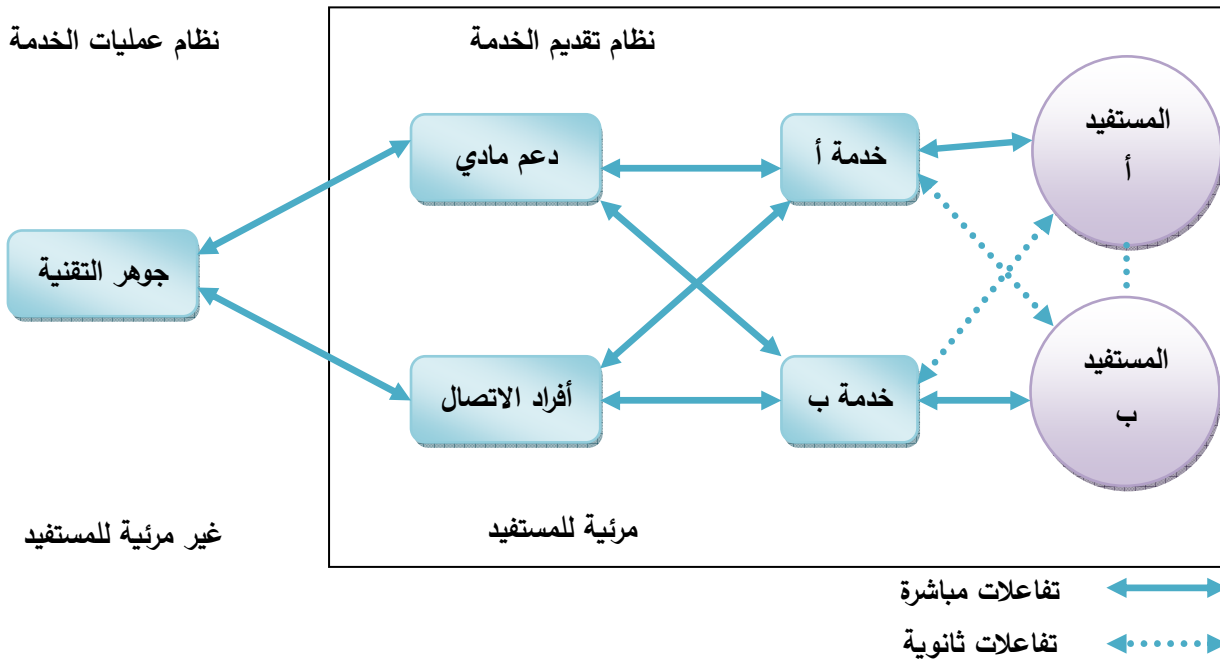 نظام تقديم الخدمة
نظام عمليات الخدمة
المستفيد
أ
خدمة أ
دعم مادي
جوهر التقنية
المستفيد
ب
خدمة ب
أفراد الاتصال
مرئية للمستفيد
غير مرئية للمستفيد
تفاعلات مباشرة
تفاعلات ثانوية